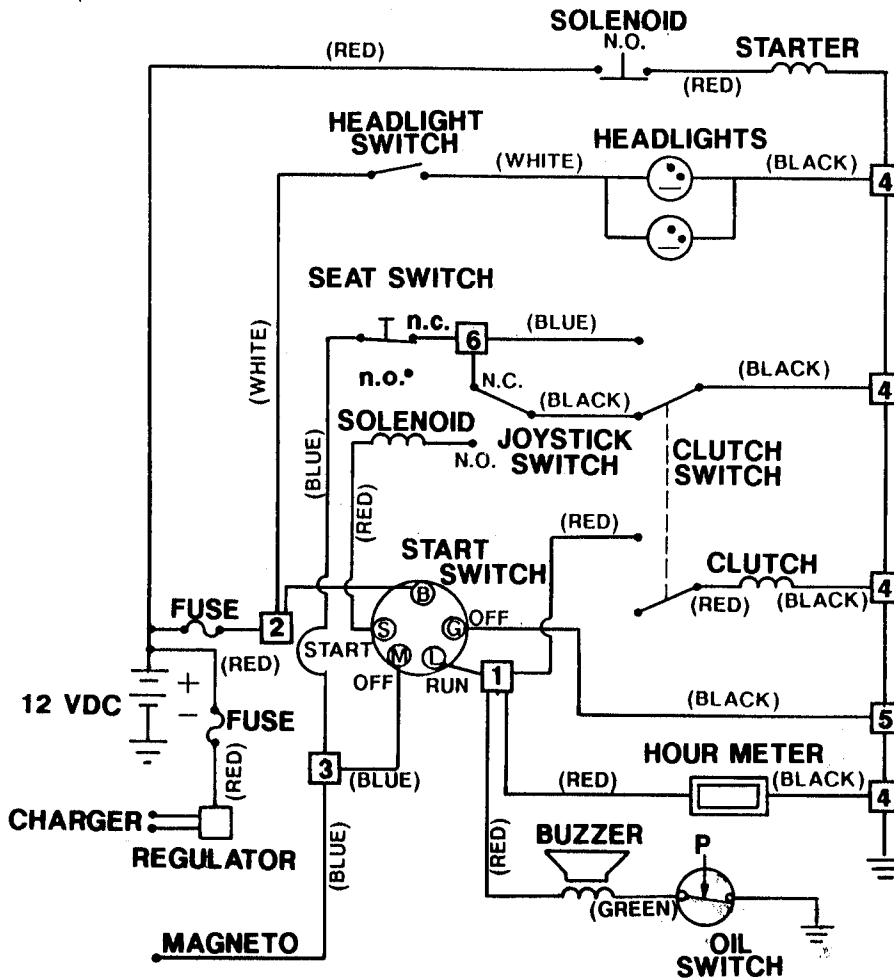 SOLENOID
N.O.
(RED)
STARTER
(RED)
HEADLIGHT
SWITCH
(WHITE)
HEADLIGHTS
(BLACK)
4
SEAT SWITCH
n.c.
6
(BLUE)
(WHITE)
n.o.
N.C.
(BLACK)
(BLACK)
4
SOLENOID
N.O.
JOYSTICK
SWITCH
CLUTCH
SWITCH
(BLUE)
(RED)
(RED)
START
SWITCH
B
CLUTCH
(RED)
(BLACK)
4
FUSE
2
(RED)
START
S
G
OFF
M
L
OFF
RUN
1
12 VDC
+
−
FUSE
(RED)
(BLACK)
5
3
(BLUE)
HOUR METER
(RED)
(BLACK)
4
CHARGER
REGULATOR
(BLUE)
(RED)
BUZZER
P
(GREEN)
MAGNETO
OIL
SWITCH